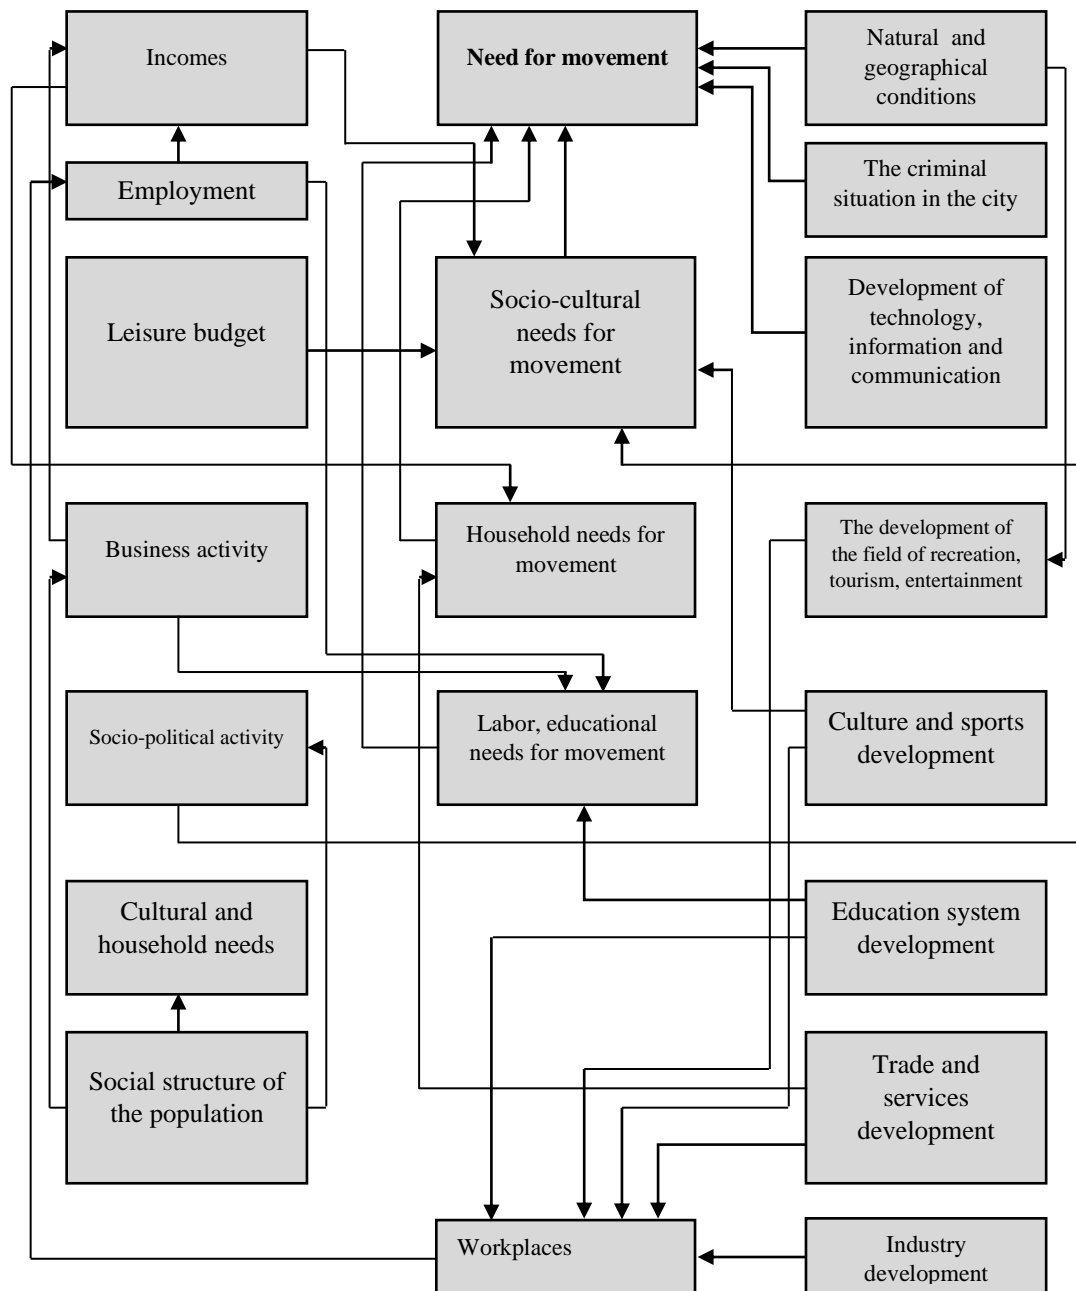 Incomes
Need for movement
Natural and
geographical
conditions
Employment
The criminal
situation in the city
Leisure budget
Socio-cultural
needs for
movement
Development of
technology,
information and
communication
Business activity
Household needs for
movement
The development of
the field of recreation,
tourism, entertainment
Socio-political activity
Labor, educational
needs for movement
Culture and sports
development
Cultural and
household needs
Education system
development
Social structure of
the population
Trade and
services
development
Workplaces
Industry
development